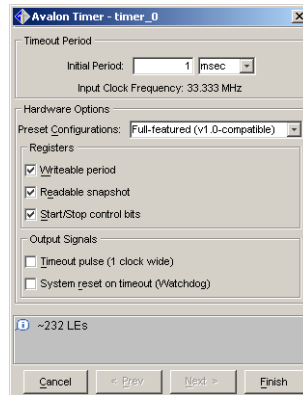 Avalon Timer - timer_0
Timeout Period
Initial Period: 1 msec
Input Clock Frequency: 33.333 MHz
Hardware Options
Preset Configurations: Full-featured (v1.0-compatible)
Registers
Writeable period
Readable snapshot
Start/Stop control bits
Output Signals
Timeout pulse (1 clock wide)
System reset on timeout (Watchdog)
~232 LEs
Cancel < Prev Next > Finish